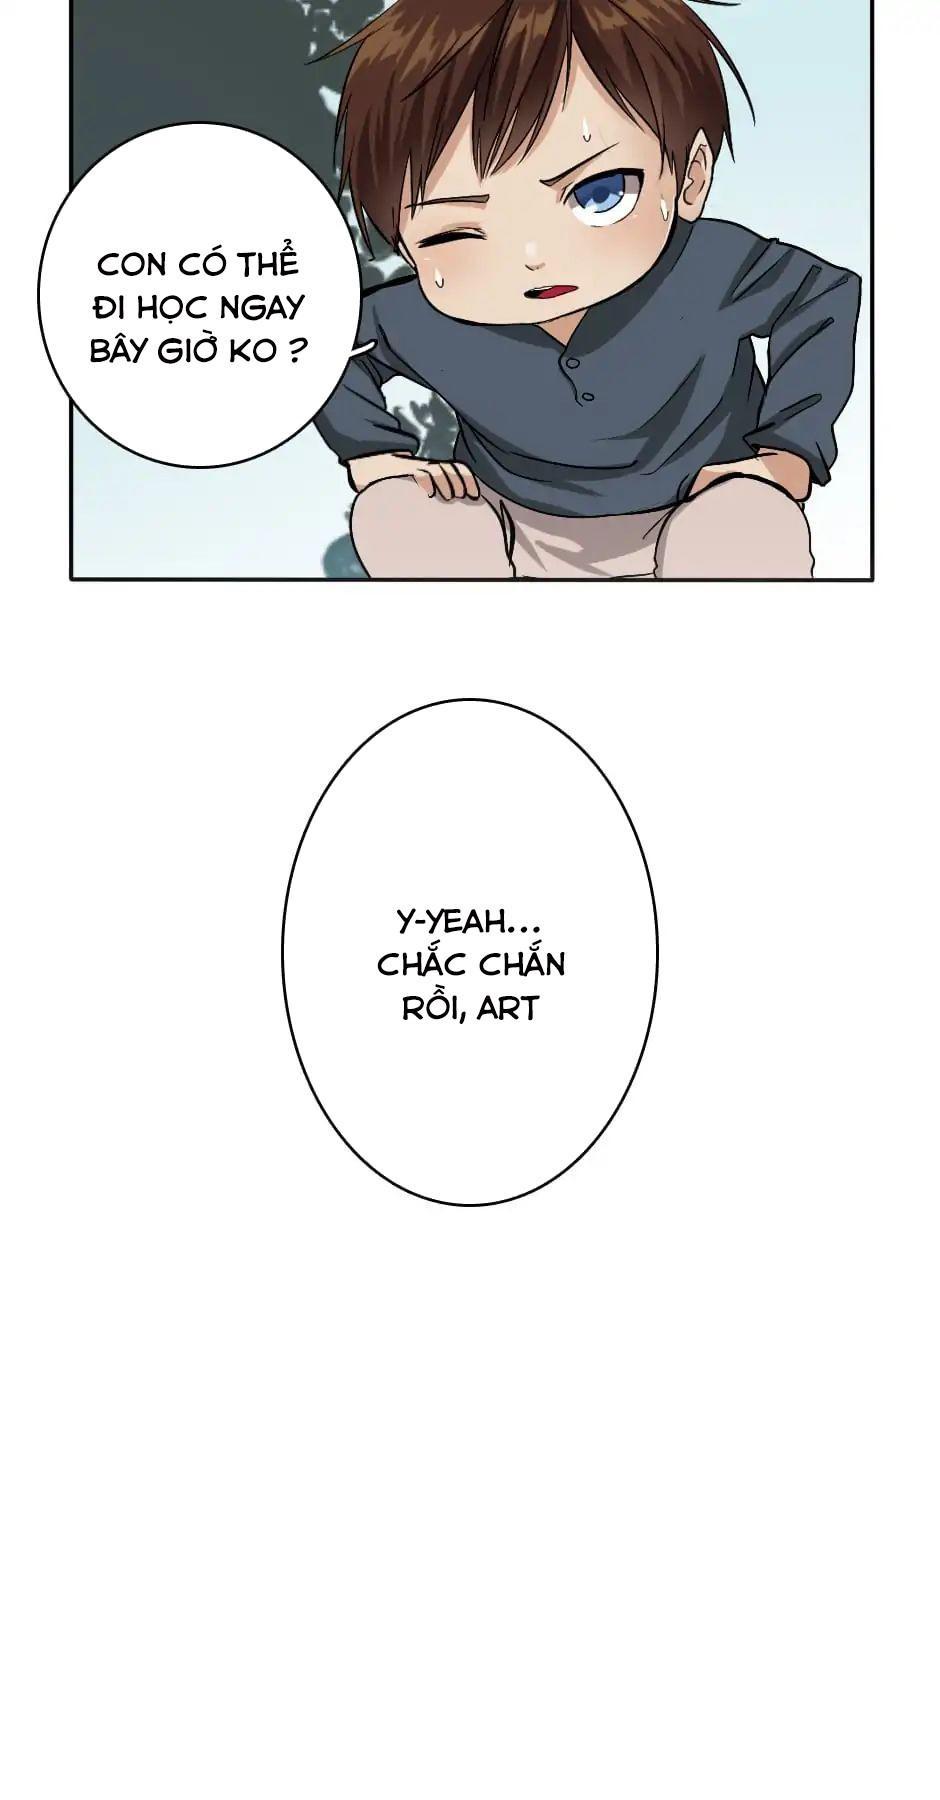 CON CÓ THỂ
ĐI HỌC NGAY
BÂY GIỜ KO ?
Y-YEAH...
CHẮC CHẮN
RỒI, ART